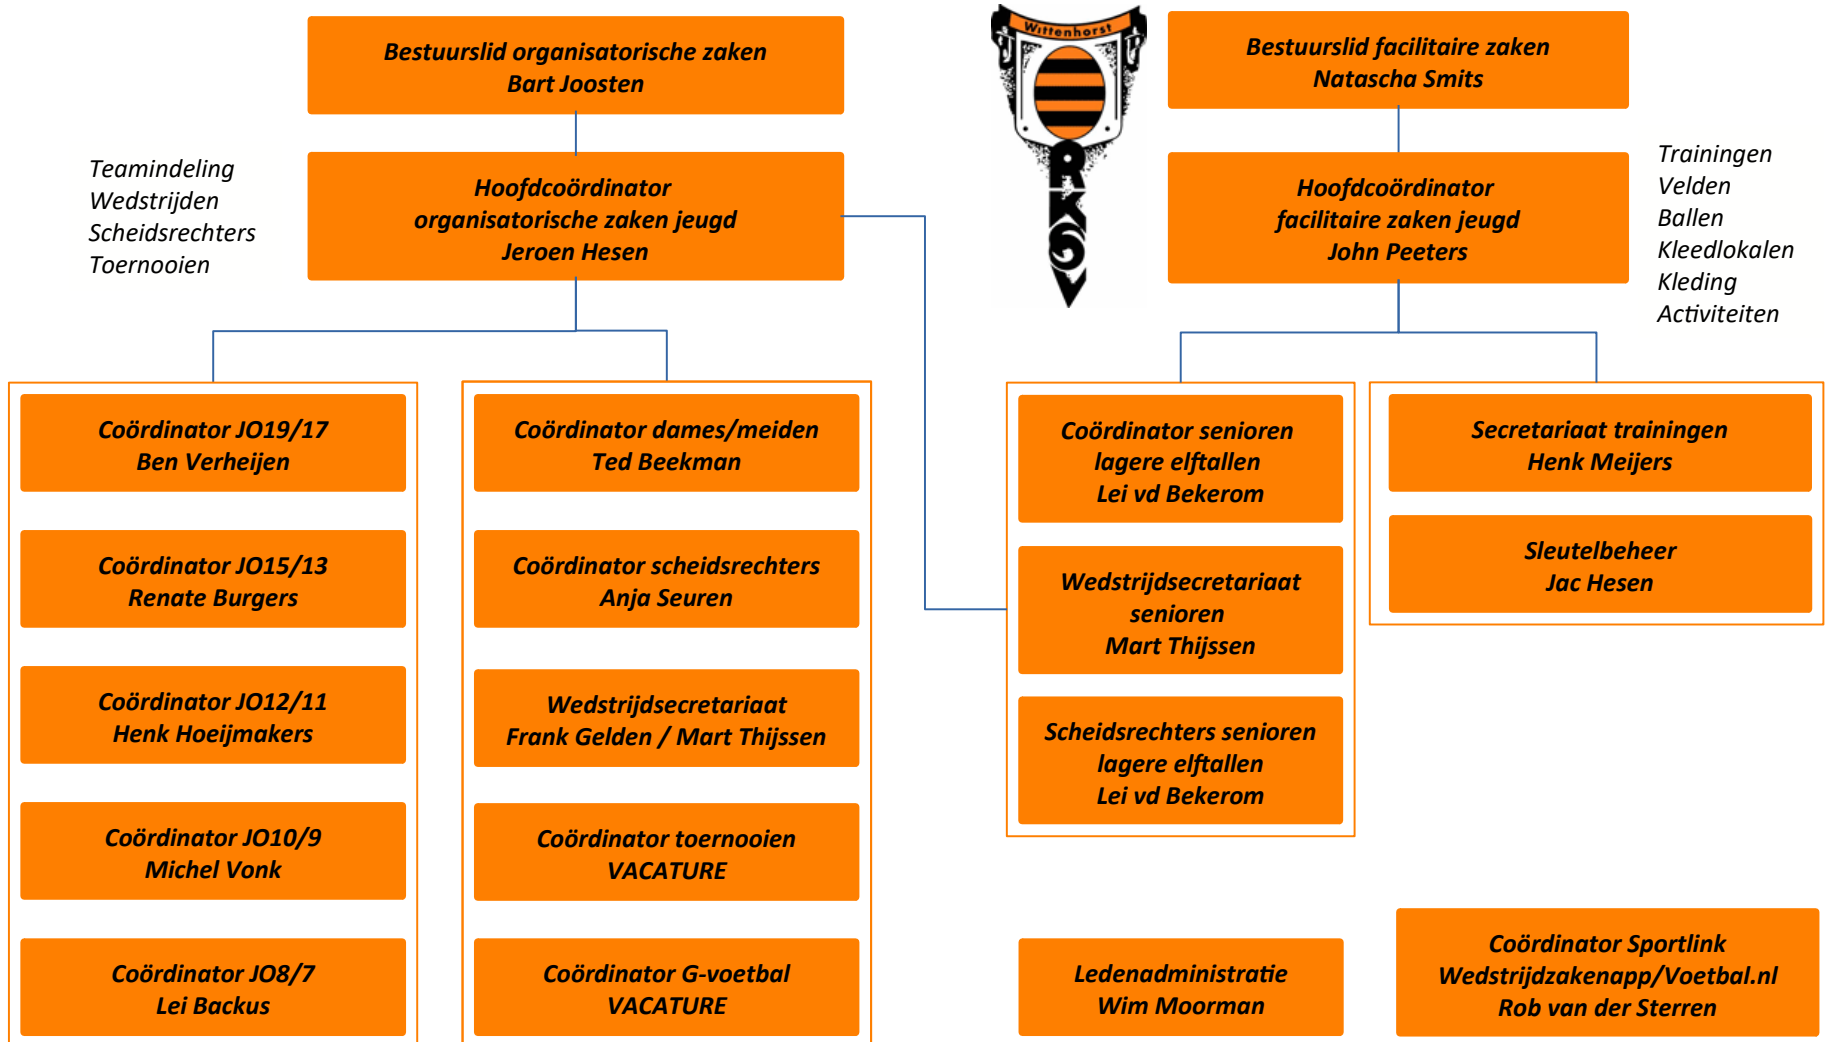 Bestuurslid organisatorische zaken
Bart Joosten
Wittenhorst
RKSV
Bestuurslid facilitaire zaken
Natascha Smits
Teamindeling
Wedstrijden
Scheidsrechters
Toernooien
Hoofdcoördinator
organisatorische zaken jeugd
Jeroen Hesen
Hoofdcoördinator
facilitaire zaken jeugd
John Peeters
Trainingen
Velden
Ballen
Kleedlokalen
Kleding
Activiteiten
Coördinator JO19/17
Ben Verheijen
Coördinator JO15/13
Renate Burgers
Coördinator JO12/11
Henk Hoeijmakers
Coördinator JO10/9
Michel Vonk
Coördinator JO8/7
Lei Backus
Coördinator dames/meiden
Ted Beekman
Coördinator scheidsrechters
Anja Seuren
Wedstrijdsecretariaat
Frank Gelden / Mart Thijssen
Coördinator toernooien
VACATURE
Coördinator G-voetbal
VACATURE
Coördinator senioren
lagere elftallen
Lei vd Bekerom
Wedstrijdsecretariaat
senioren
Mart Thijssen
Scheidsrechters senioren
lagere elftallen
Lei vd Bekerom
Secretariaat trainingen
Henk Meijers
Sleutelbeheer
Jac Hesen
Ledenadministratie
Wim Moorman
Coördinator Sportlink
Wedstrijdzakenapp/Voetbal.nl
Rob van der Sterren